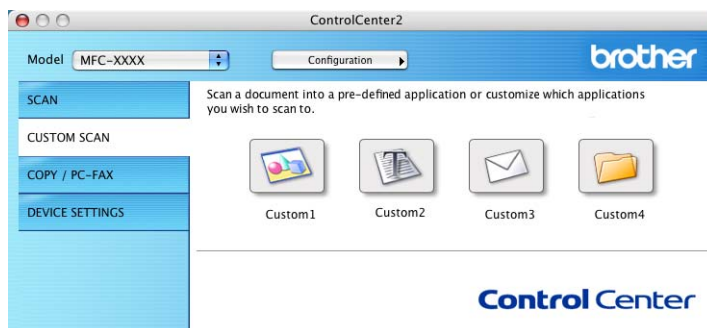 ControlCenter2
Model MFC-XXXX Configuration brother
SCAN
CUSTOM SCAN
COPY / PC-FAX
DEVICE SETTINGS
Scan a document into a pre-defined application or customize which applications
you wish to scan to.
Custom1 Custom2 Custom3 Custom4
Control Center